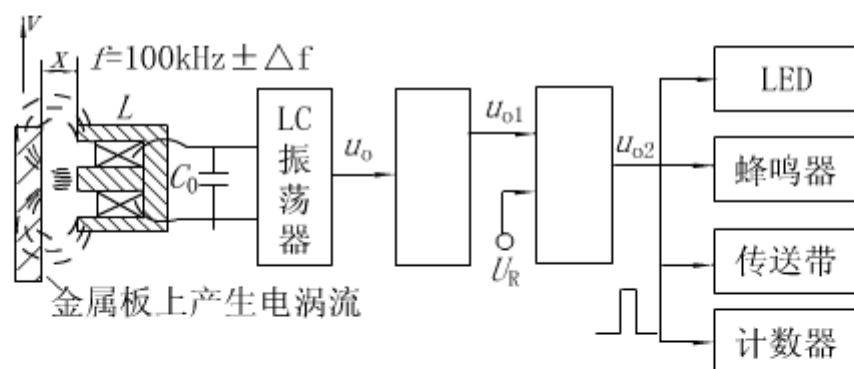 v
x
f=100kHz±△f
L
C₀
LC
振
荡
器
uₒ
uₒ₁
U_R
uₒ₂
LED
蜂鸣器
传送带
计数器
金属板上产生电涡流